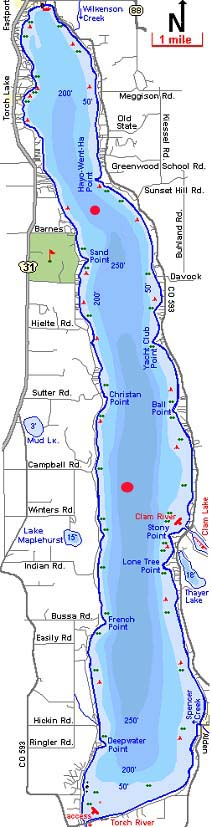 Eastport
Wilkenson
Creek
88
N
1 mile
Torch Lake
200'
50'
Meggison Rd.
Old
State
Klessel Rd.
Hayo-Went-Ha
Point
Greenwood School Rd.
Sunset Hill Rd.
Buhland Rd.
Barnes
Sand
Point
250'
31
Davock
200'
50'
CO 593
Hielte Rd.
Yacht Club
Point
Sutter Rd.
Christan
Point
Ball
Point
3'
Mud Lk.
Campball Rd.
Winters Rd.
Clam River
Clam Lake
Lake
Maplehurst
15'
Stony
Point
Indian Rd.
Lone Tree
Point
18'
Thayer
Lake
Bussa Rd.
French
Point
Easily Rd.
Spencer
Creek
Hickin Rd.
250'
Alden
CO 593
Ringler Rd.
Deepwater
Point
200'
50'
access
Torch River